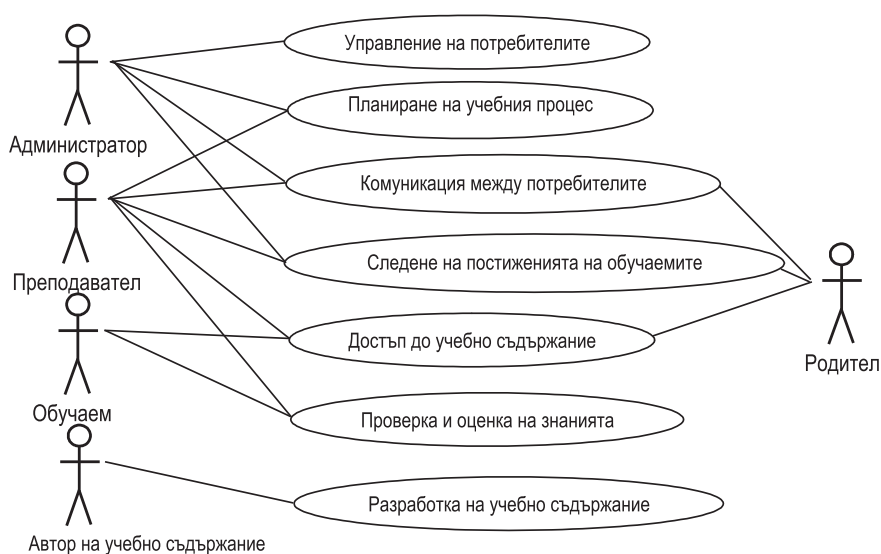 Управление на потребителите
Планиране на учебния процес
Администратор
Комуникация между потребителите
Следене на постиженията на обучаемите
Преподавател
Достъп до учебно съдържание
Родител
Обучаем
Проверка и оценка на знанията
Разработка на учебно съдържание
Автор на учебно съдържание